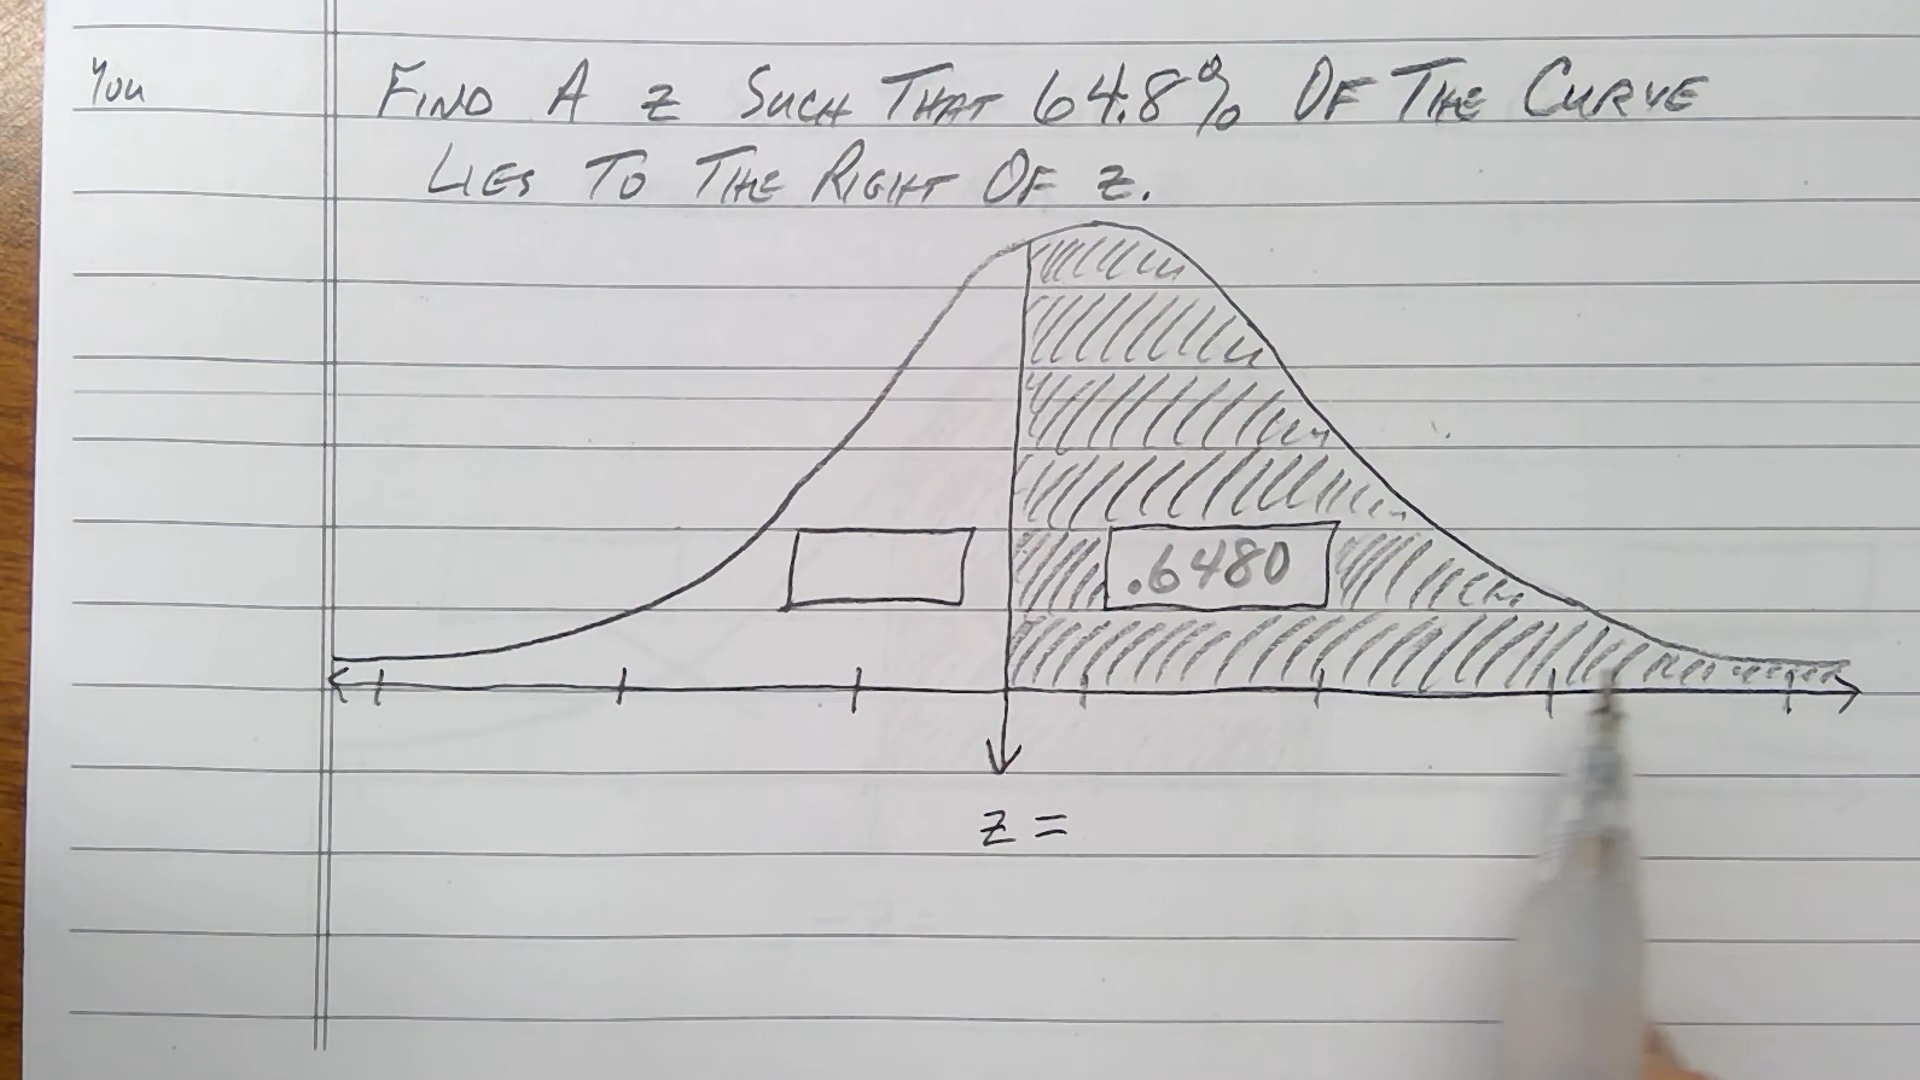 You
FIND A z SUCH THAT 64.8% OF THE CURVE
LIES TO THE RIGHT OF z.
.6480
z =